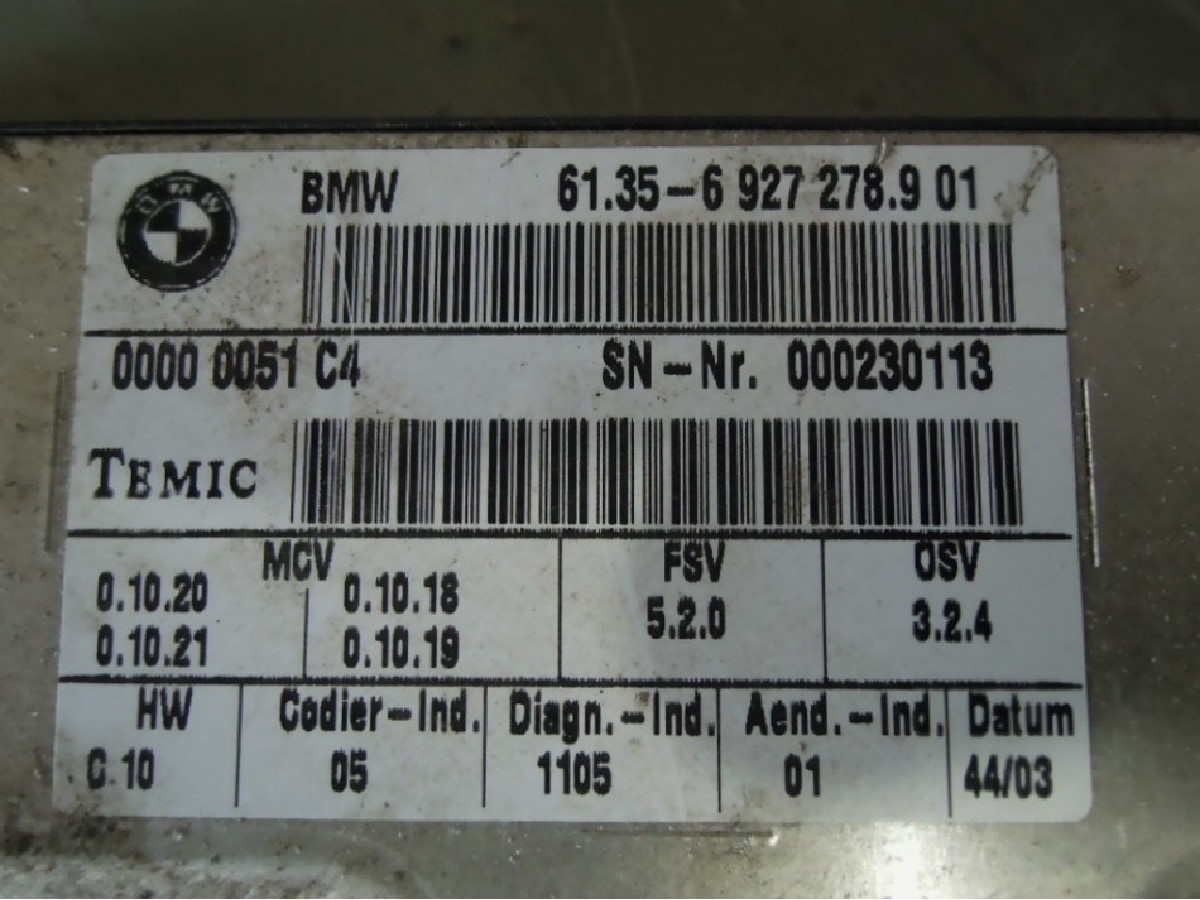 BMW 61.35-6 927 278.9 01
BMW
0000 0051 C4 SN-Nr. 000230113
TEMIC
MCV FSV OSV
0.10.20 0.10.18 5.2.0 3.2.4
0.10.21 0.10.19
HW Codier-Ind. Diagn.-Ind. Aend.-Ind. Datum
C.10 05 1105 01 44/03